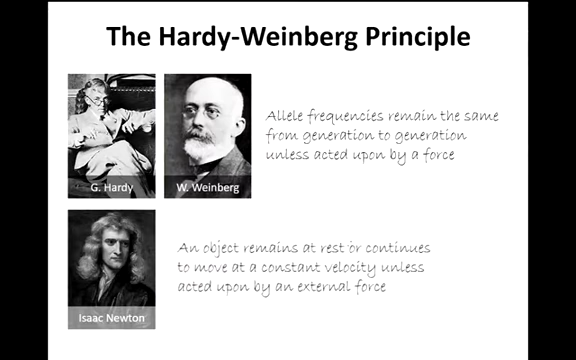 The Hardy-Weinberg Principle
G. Hardy
W. Weinberg
Allele frequencies remain the same
from generation to generation
unless acted upon by a force
Isaac Newton
An object remains at rest or continues
to move at a constant velocity unless
acted upon by an external force